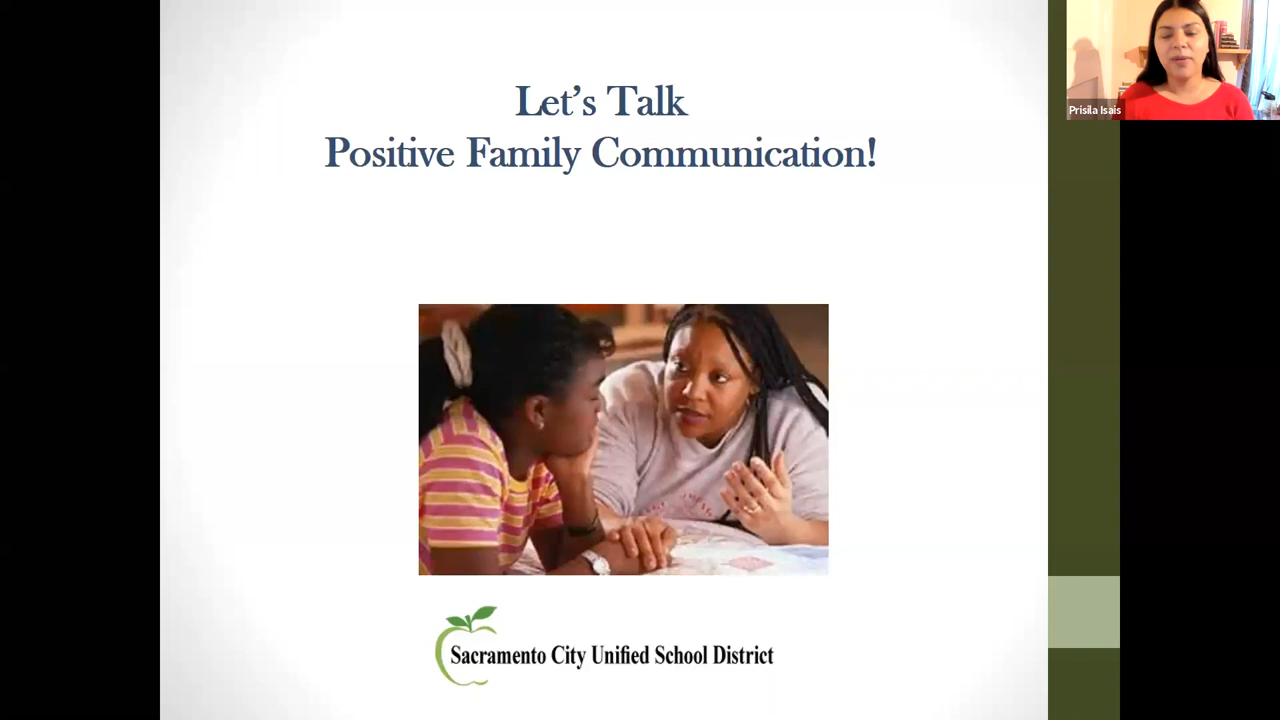 Let's Talk
Positive Family Communication!
Prisila Isais
Sacramento City Unified School District